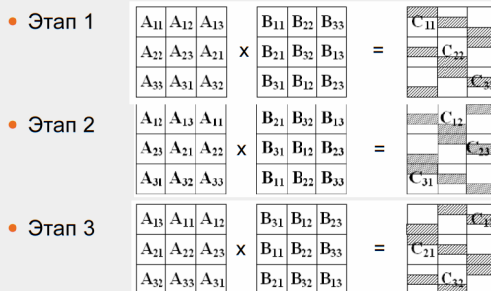 • Этап 1
A11 A12 A13 B11 B22 B33 C11
A22 A23 A21 x B21 B32 B13 = C22
A33 A31 A32 B31 B12 B23
• Этап 2
A12 A13 A11 B21 B32 B13 C12
A23 A21 A22 x B31 B12 B23 = C23
A31 A32 A33 B11 B22 B33 C31
• Этап 3
A13 A11 A12 B31 B12 B23
A21 A22 A23 x B11 B22 B33 = C21
A32 A33 A31 B21 B32 B13 C32